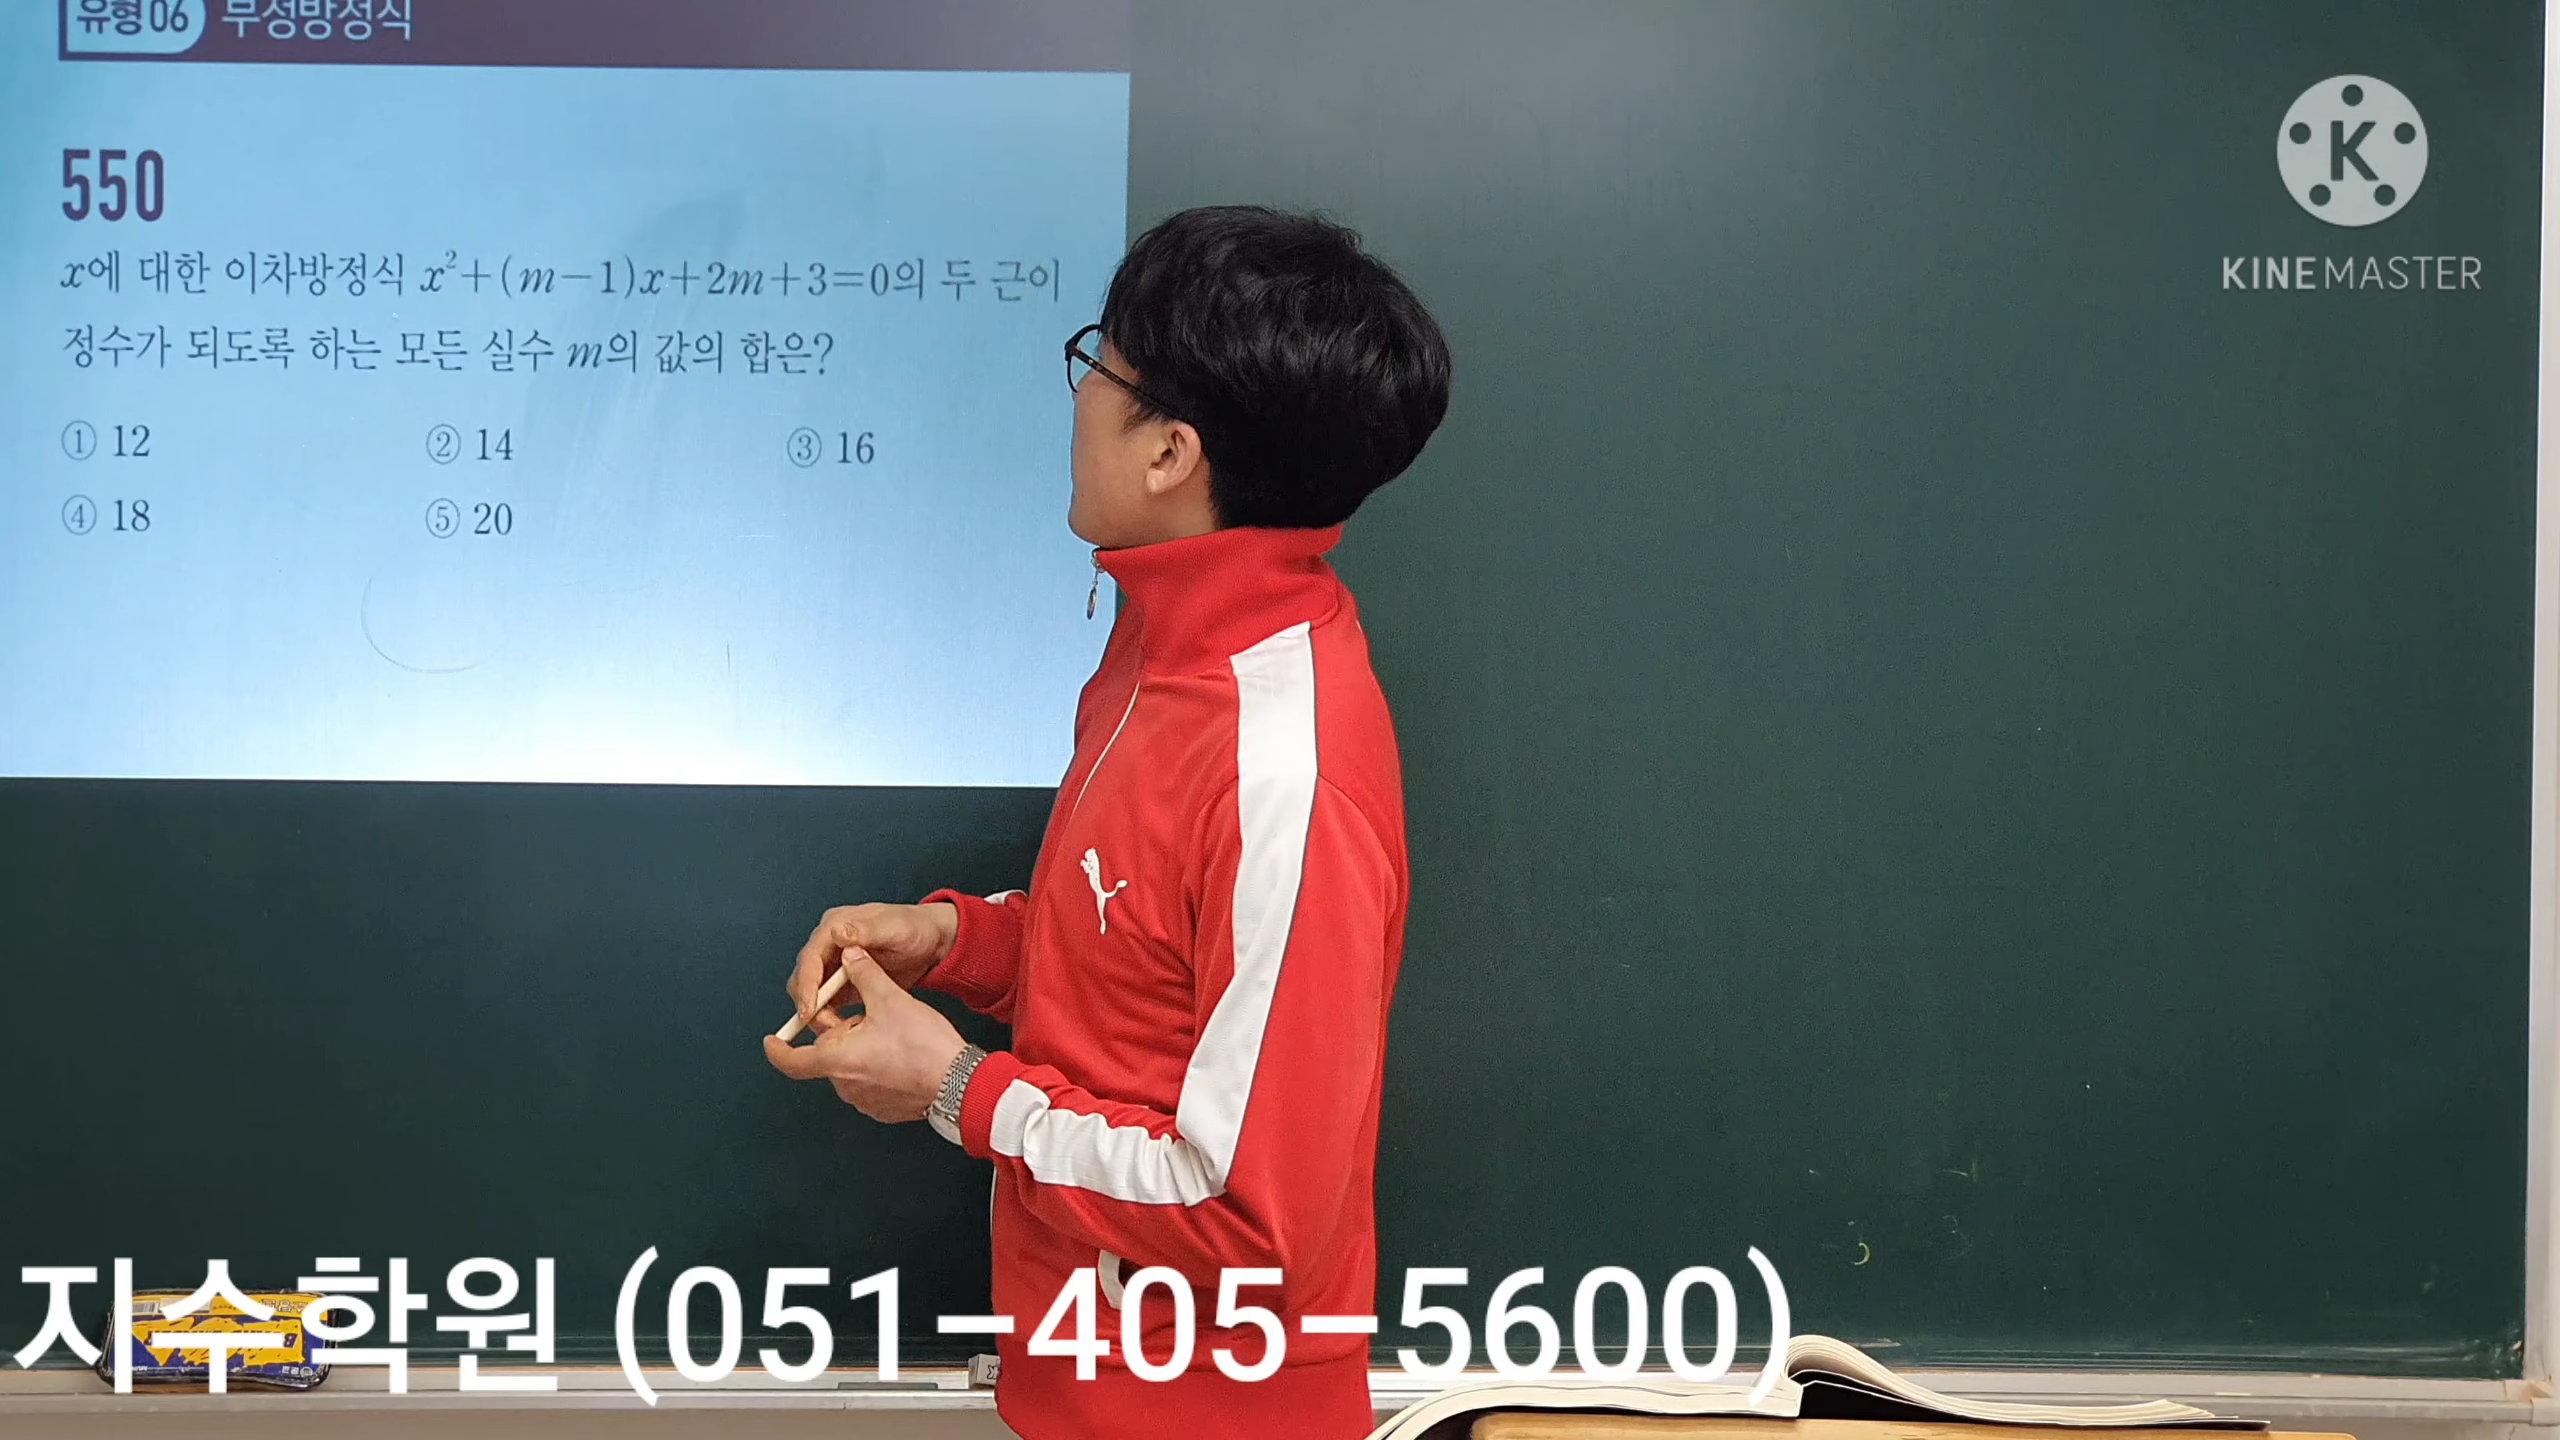 유형 06 부정방정식
550
x에 대한 이차방정식 x²+(m−1)x+2m+3=0의 두 근이
정수가 되도록 하는 모든 실수 m의 값의 합은?
① 12 ② 14 ③ 16
④ 18 ⑤ 20
K
KINEMASTER
지수학원 (051-405-5600)